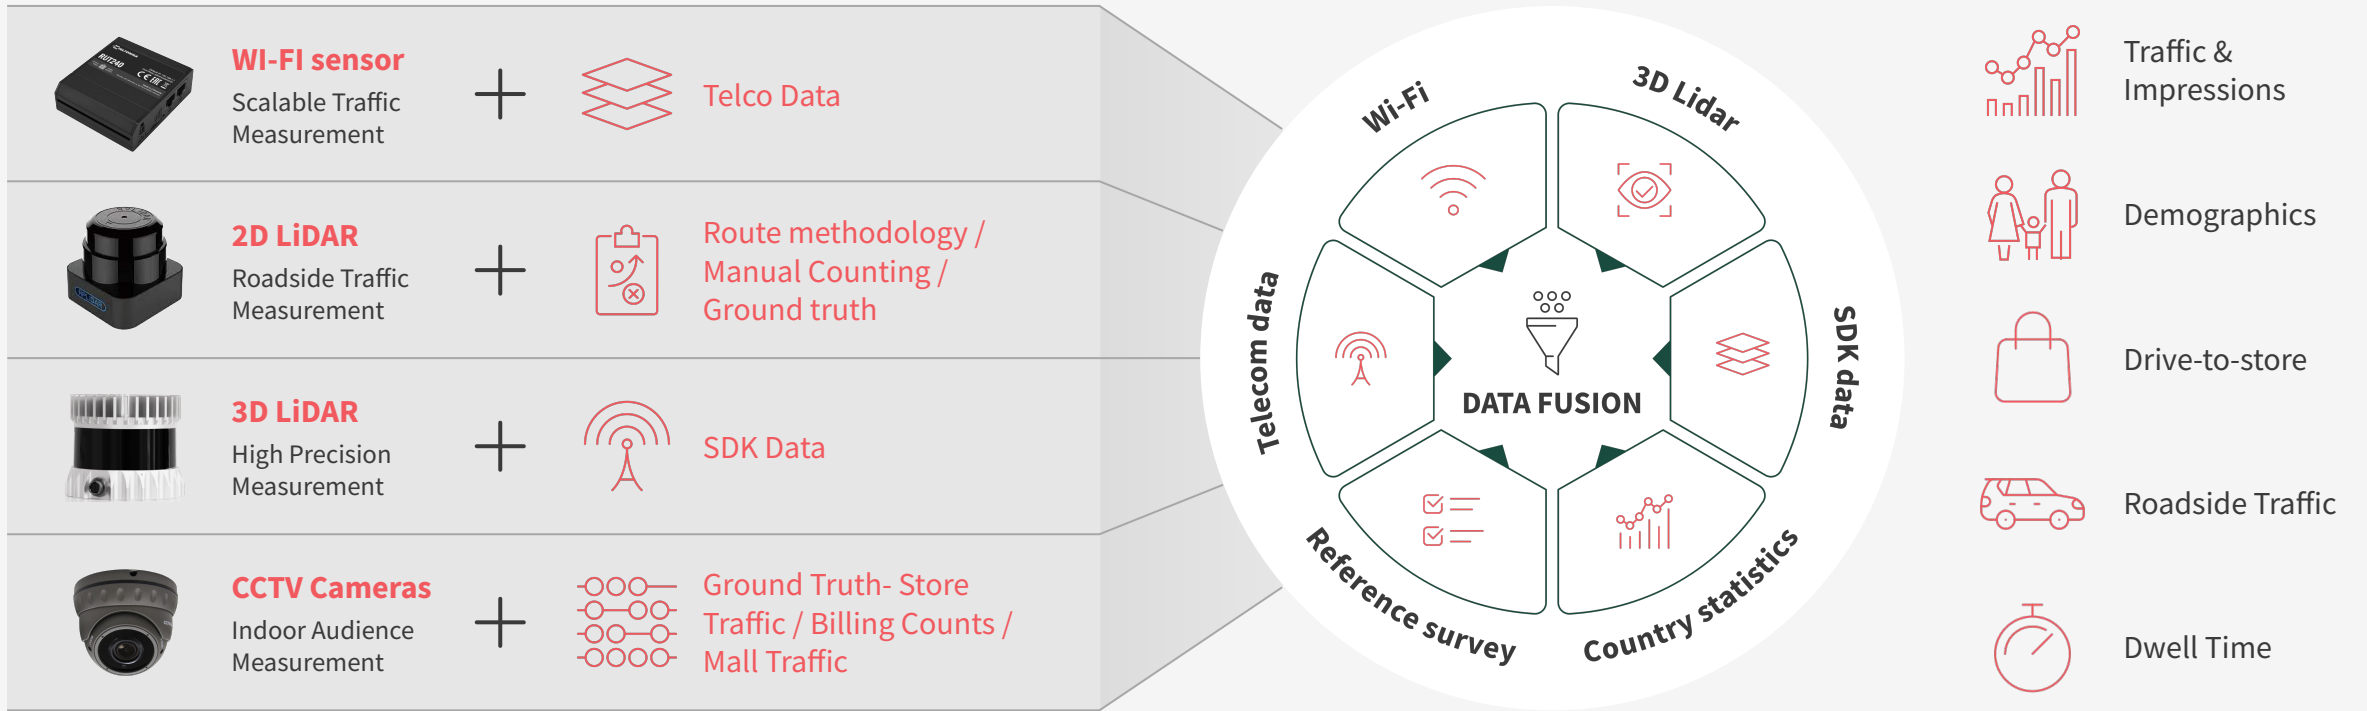 RUT240
WI-FI sensor
Scalable Traffic
Measurement
Telco Data
2D LiDAR
Roadside Traffic
Measurement
Route methodology /
Manual Counting /
Ground truth
3D LiDAR
High Precision
Measurement
SDK Data
CCTV Cameras
Indoor Audience
Measurement
Ground Truth- Store
Traffic / Billing Counts /
Mall Traffic
Wi-Fi
3D Lidar
Telecom data
SDK data
DATA FUSION
Reference survey
Country statistics
Traffic &
Impressions
Demographics
Drive-to-store
Roadside Traffic
Dwell Time